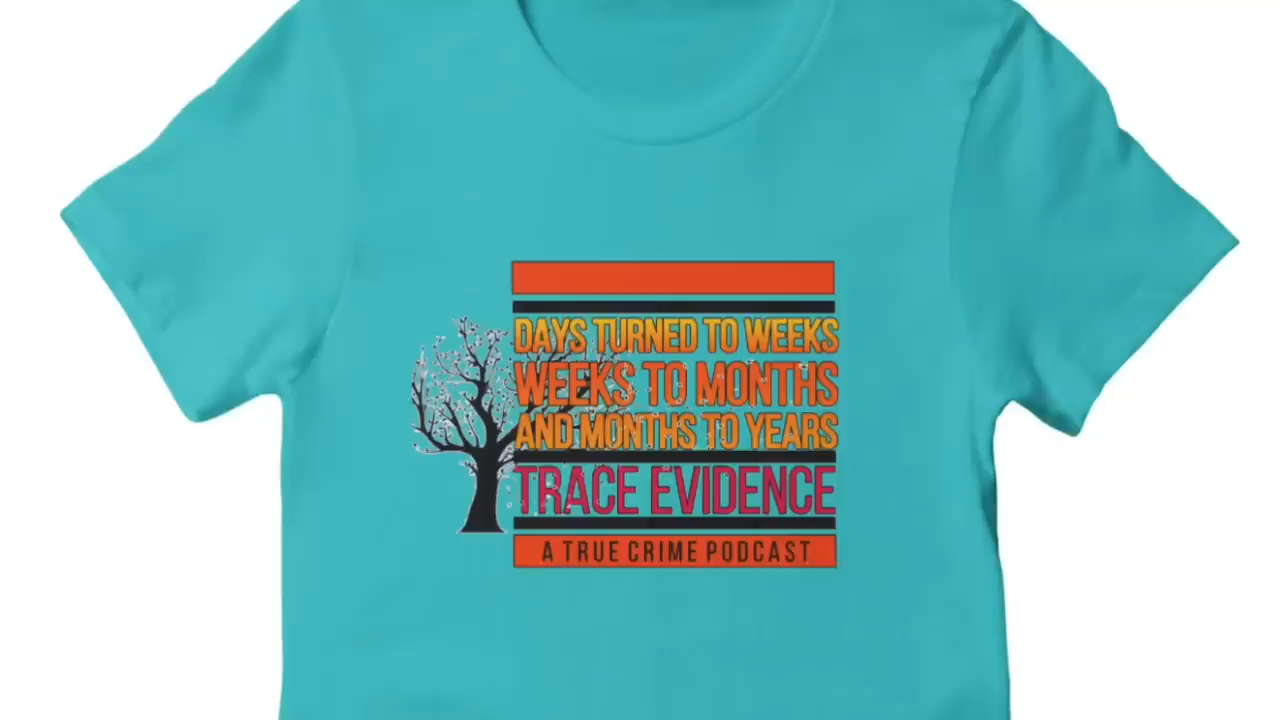 DAYS TURNED TO WEEKS
WEEKS TO MONTHS
AND MONTHS TO YEARS
TRACE EVIDENCE
A TRUE CRIME PODCAST